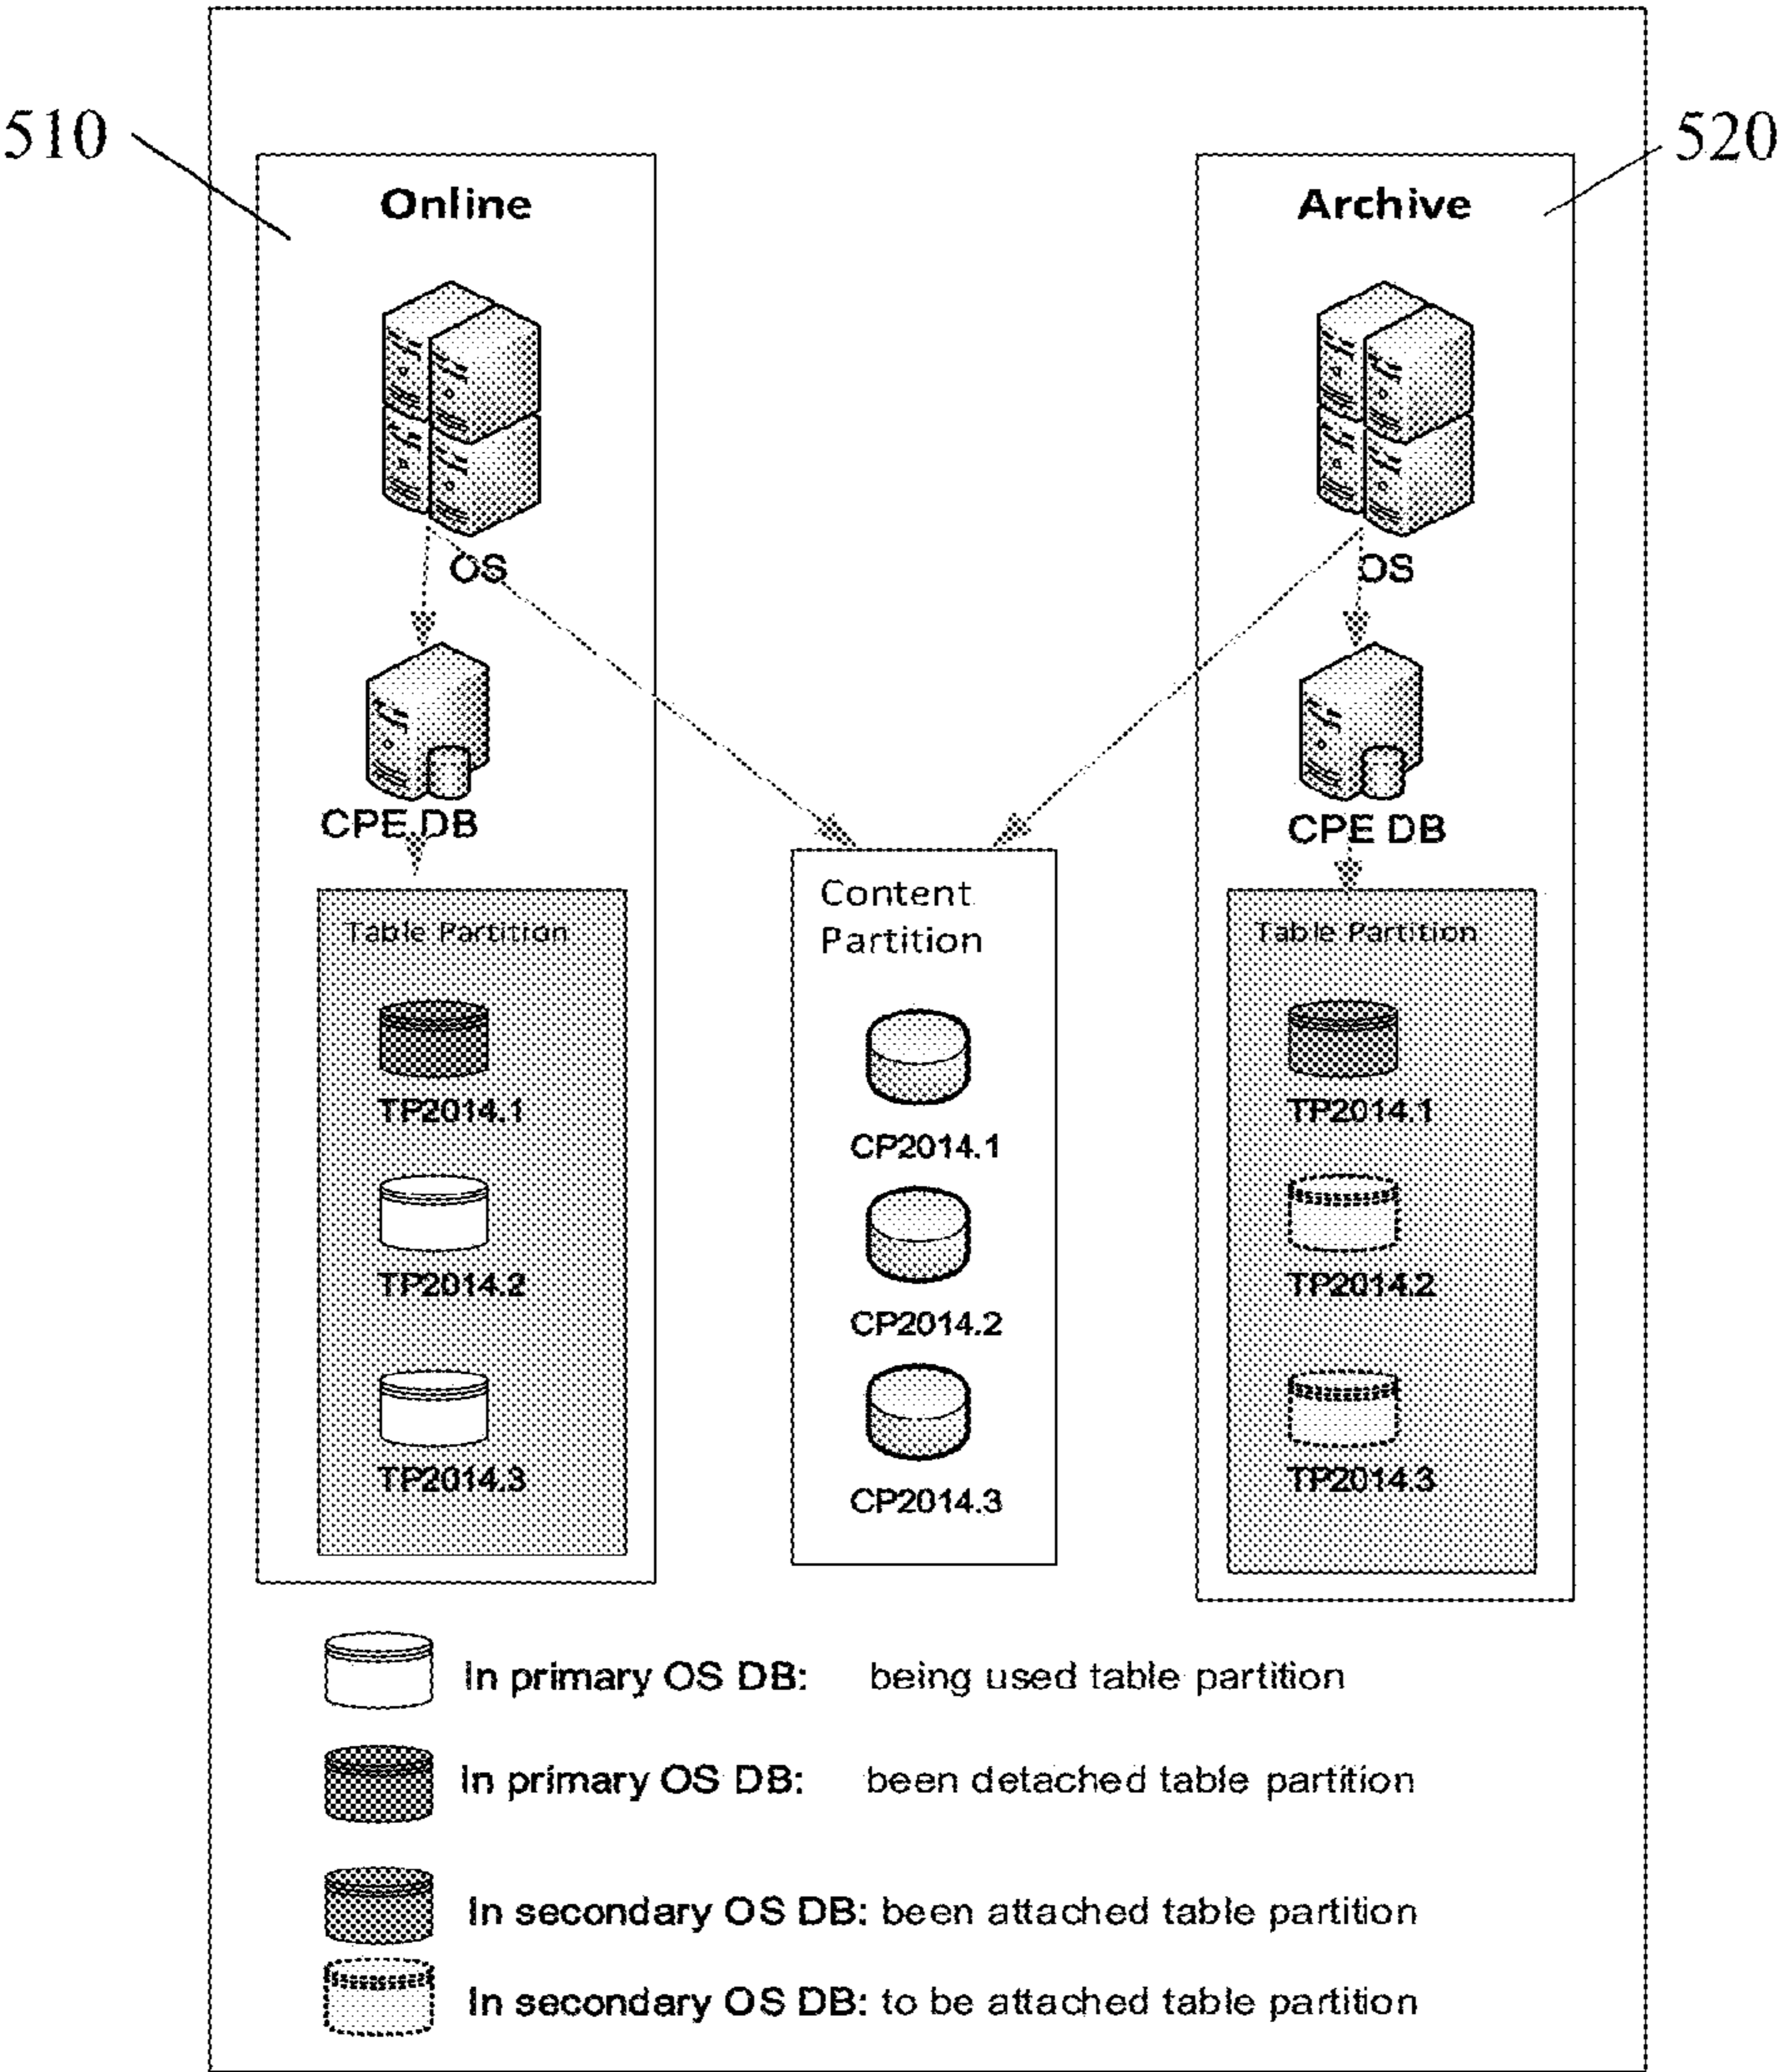 510
520
Online
OS
CPE DB
Table Partition
TP2014.1
TP2014.2
TP2014.3
Content
Partition
CP2014.1
CP2014.2
CP2014.3
Archive
OS
CPE DB
Table Partition
TP2014.1
TP2014.2
TP2014.3
In primary OS DB: being used table partition
In primary OS DB: been detached table partition
In secondary OS DB: been attached table partition
In secondary OS DB: to be attached table partition